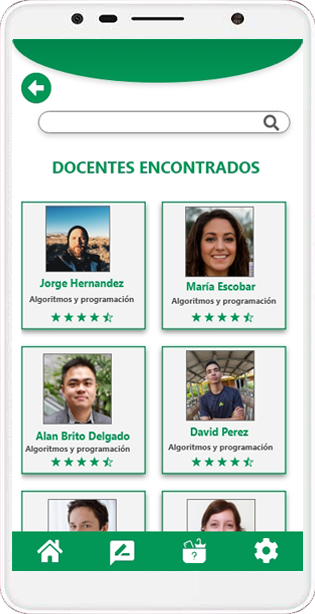 DOCENTES ENCONTRADOS
Jorge Hernandez
Algoritmos y programación
María Escobar
Algoritmos y programación
Alan Brito Delgado
Algoritmos y programación
David Perez
Algoritmos y programación
?